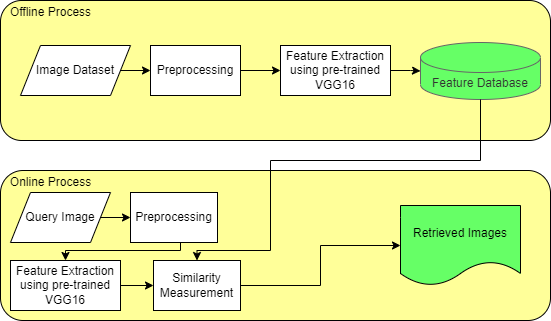 Offline Process
Image Dataset
Preprocessing
Feature Extraction
using pre-trained
VGG16
Feature Database
Online Process
Query Image
Preprocessing
Retrieved Images
Feature Extraction
using pre-trained
VGG16
Similarity
Measurement